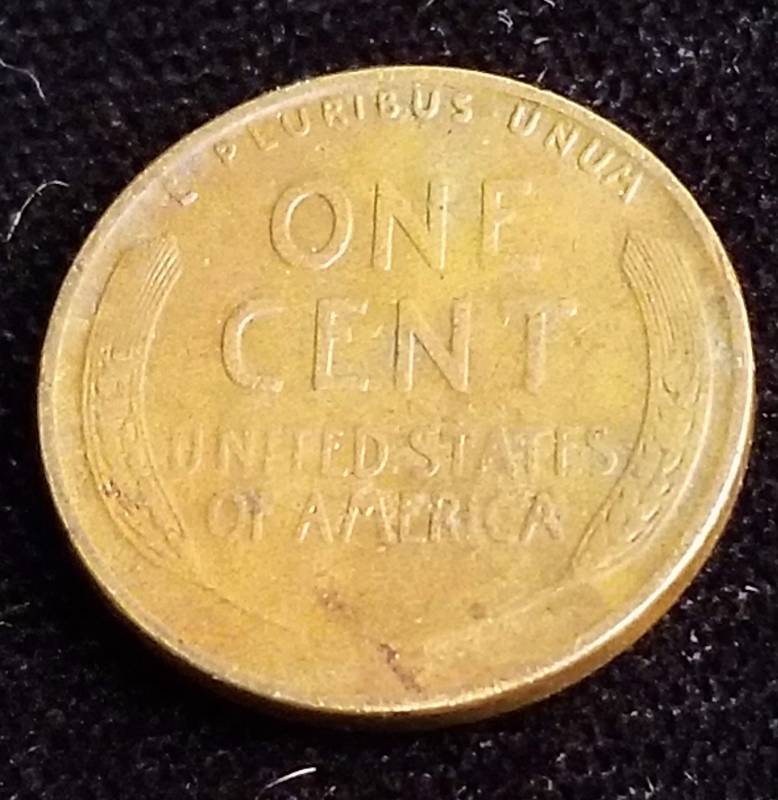 E PLURIBUS UNUM
ONE
CENT
UNITED STATES
OF AMERICA